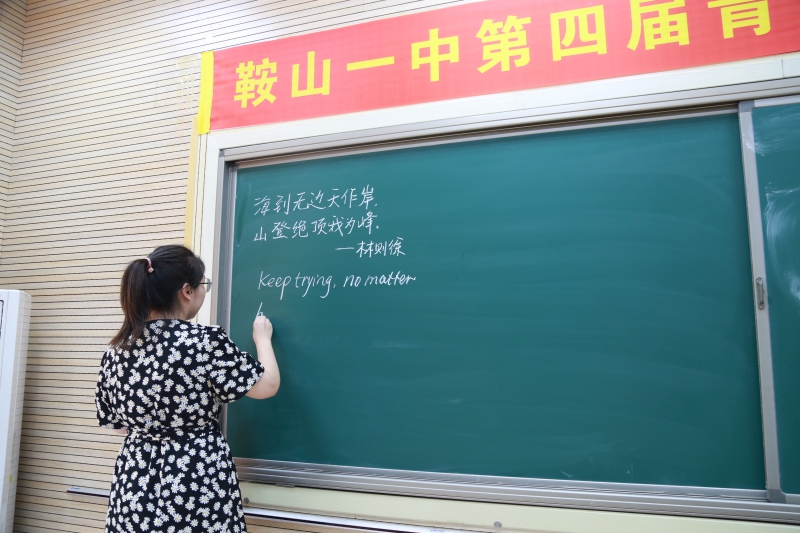 鞍山一中第四届青
海到无边天作岸，
山登绝顶我为峰。
—林则徐
Keep trying, no matter
h